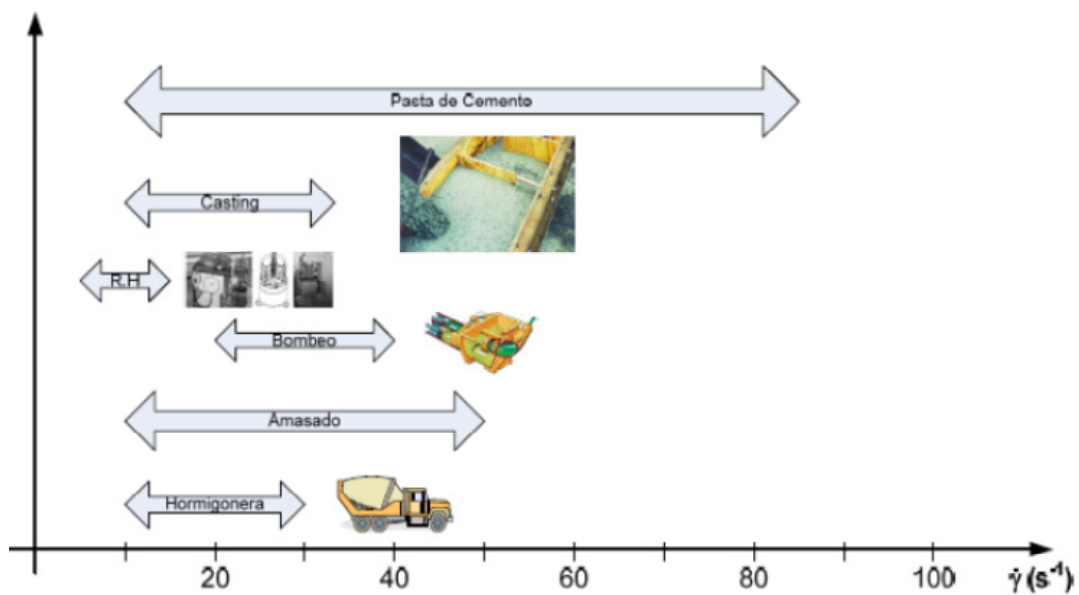 Pasta de Cemento
Casting
R.H
Bombeo
Amasado
Hormigonera
20 40 60 80 100 γ̇ (s⁻¹)